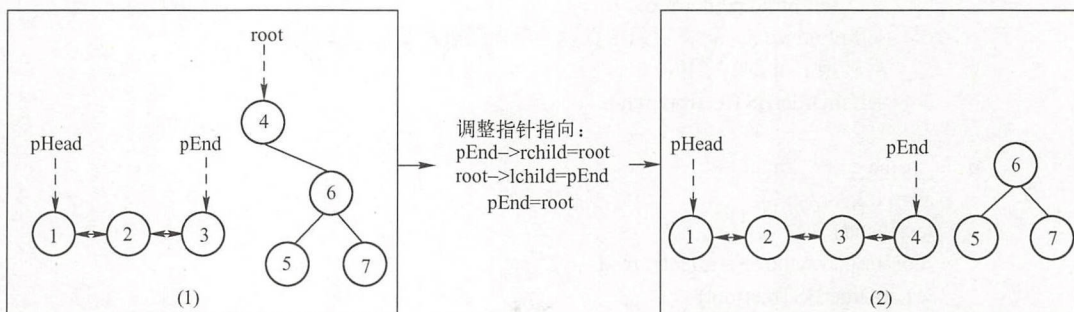 root
4
pHead
pEnd
6
1
2
3
5
7
(1)
调整指针指向：
pEnd->rchild=root
root->lchild=pEnd
pEnd=root
pHead
pEnd
6
1
2
3
4
5
7
(2)